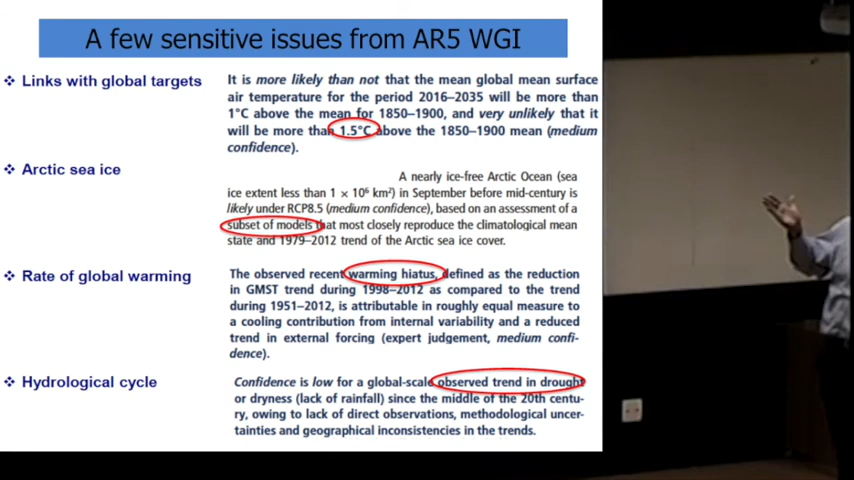 A few sensitive issues from AR5 WGI
❖ Links with global targets
It is more likely than not that the mean global mean surface
air temperature for the period 2016–2035 will be more than
1°C above the mean for 1850–1900, and very unlikely that it
will be more than 1.5°C above the 1850–1900 mean (medium
confidence).
❖ Arctic sea ice
A nearly ice-free Arctic Ocean (sea
ice extent less than 1 × 10⁶ km²) in September before mid-century is
likely under RCP8.5 (medium confidence), based on an assessment of a
subset of models that most closely reproduce the climatological mean
state and 1979–2012 trend of the Arctic sea ice cover.
❖ Rate of global warming
The observed recent warming hiatus, defined as the reduction
in GMST trend during 1998–2012 as compared to the trend
during 1951–2012, is attributable in roughly equal measure to
a cooling contribution from internal variability and a reduced
trend in external forcing (expert judgement, medium confi-
dence).
❖ Hydrological cycle
Confidence is low for a global-scale observed trend in drought
or dryness (lack of rainfall) since the middle of the 20th centu-
ry, owing to lack of direct observations, methodological uncer-
tainties and geographical inconsistencies in the trends.